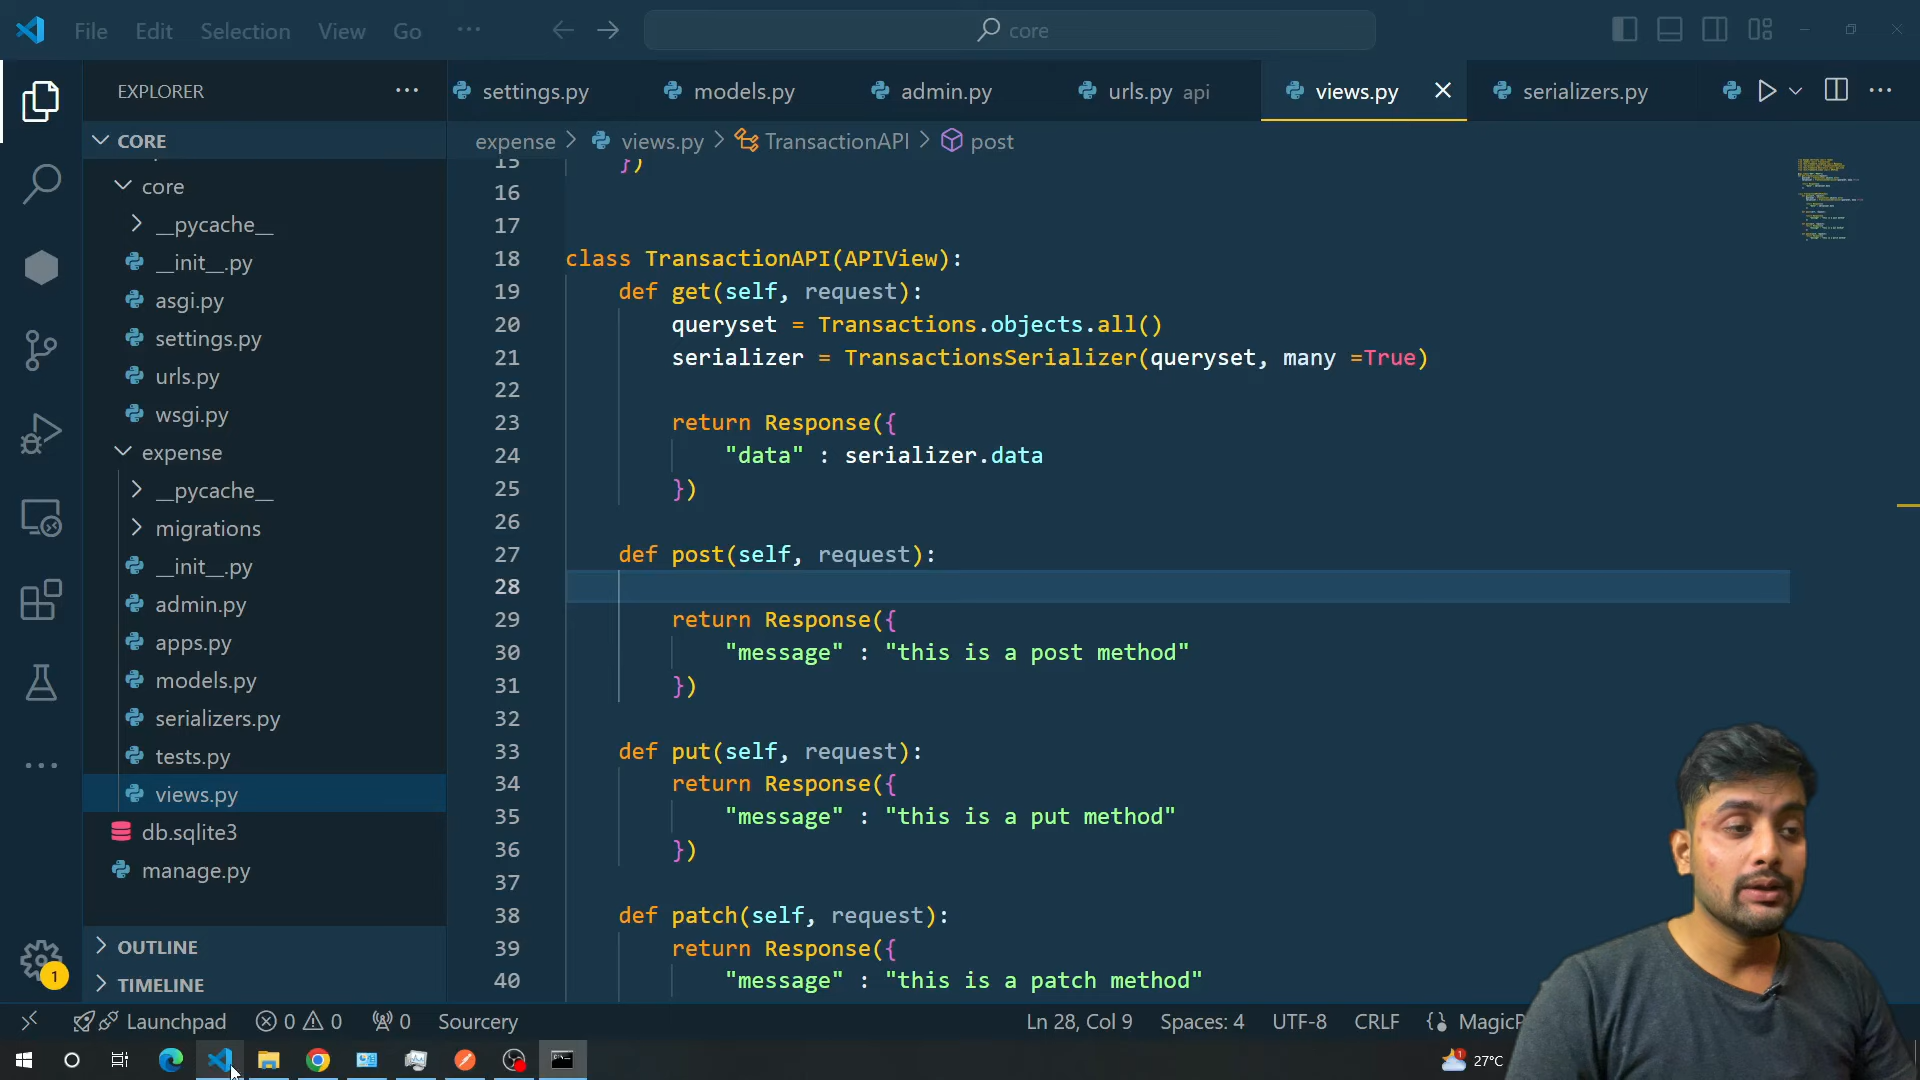 File Edit Selection View Go ··· core
EXPLORER ···
settings.py models.py admin.py urls.py api views.py serializers.py ···
CORE
expense > views.py > TransactionAPI > post
core
__pycache__
__init__.py
asgi.py
settings.py
urls.py
wsgi.py
expense
__pycache__
migrations
__init__.py
admin.py
apps.py
models.py
serializers.py
tests.py
views.py
db.sqlite3
manage.py
OUTLINE
TIMELINE
15 })
16
17
18 class TransactionAPI(APIView):
19 def get(self, request):
20 queryset = Transactions.objects.all()
21 serializer = TransactionsSerializer(queryset, many =True)
22
23 return Response({
24 "data" : serializer.data
25 })
26
27 def post(self, request):
28
29 return Response({
30 "message" : "this is a post method"
31 })
32
33 def put(self, request):
34 return Response({
35 "message" : "this is a put method"
36 })
37
38 def patch(self, request):
39 return Response({
40 "message" : "this is a patch method"
1
Launchpad 0 0 0 Sourcery Ln 28, Col 9 Spaces: 4 UTF-8 CRLF
1 27°C